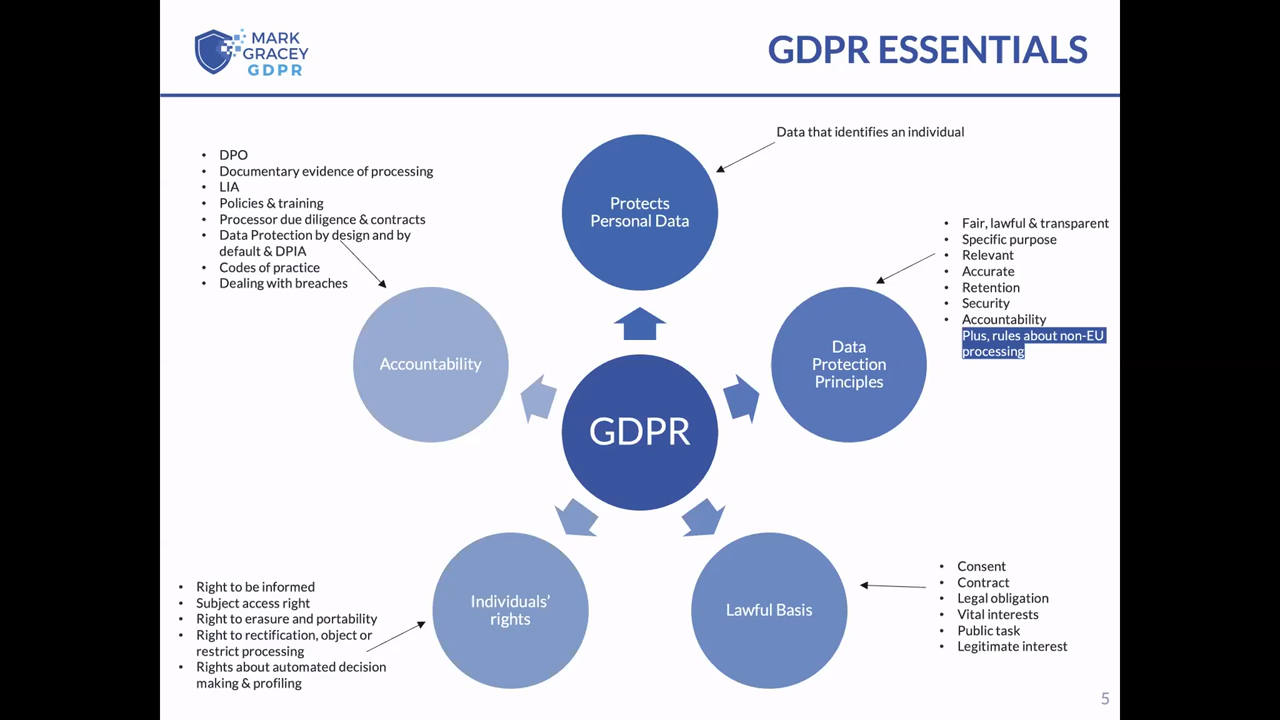 MARK
GRACEY
GDPR
GDPR ESSENTIALS
Data that identifies an individual
• DPO
• Documentary evidence of processing
• LIA
• Policies & training
• Processor due diligence & contracts
• Data Protection by design and by
default & DPIA
• Codes of practice
• Dealing with breaches
Protects
Personal Data
• Fair, lawful & transparent
• Specific purpose
• Relevant
• Accurate
• Retention
• Security
• Accountability
Plus, rules about non-EU
processing
Accountability
Data
Protection
Principles
GDPR
• Right to be informed
• Subject access right
• Right to erasure and portability
• Right to rectification, object or
restrict processing
• Rights about automated decision
making & profiling
Individuals'
rights
Lawful Basis
• Consent
• Contract
• Legal obligation
• Vital interests
• Public task
• Legitimate interest
5